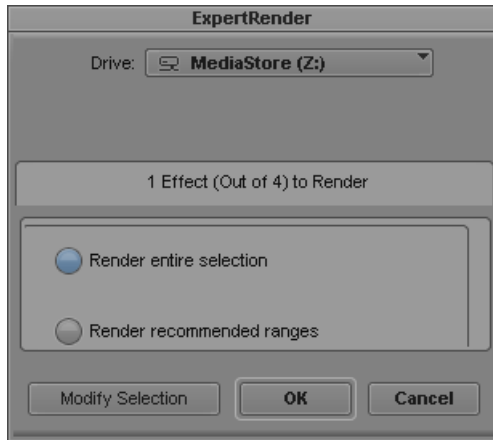 ExpertRender
Drive: MediaStore (Z:)
1 Effect (Out of 4) to Render
Render entire selection
Render recommended ranges
Modify Selection OK Cancel